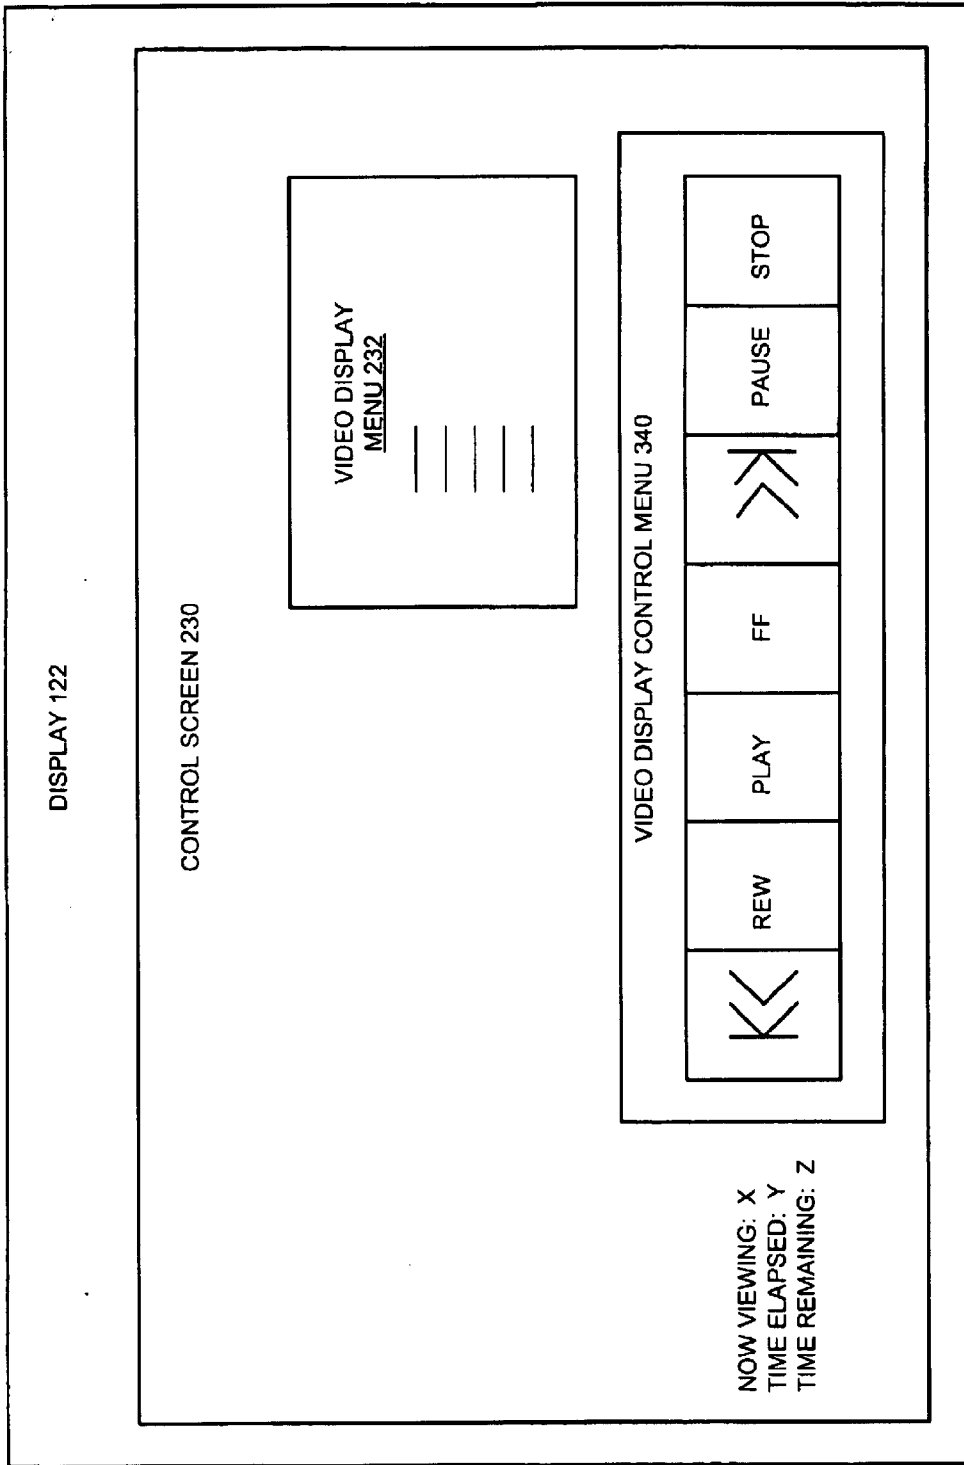 DISPLAY 122
CONTROL SCREEN 230
VIDEO DISPLAY
MENU 232
VIDEO DISPLAY CONTROL MENU 340
REW
PLAY
FF
PAUSE
STOP
NOW VIEWING: X
TIME ELAPSED: Y
TIME REMAINING: Z